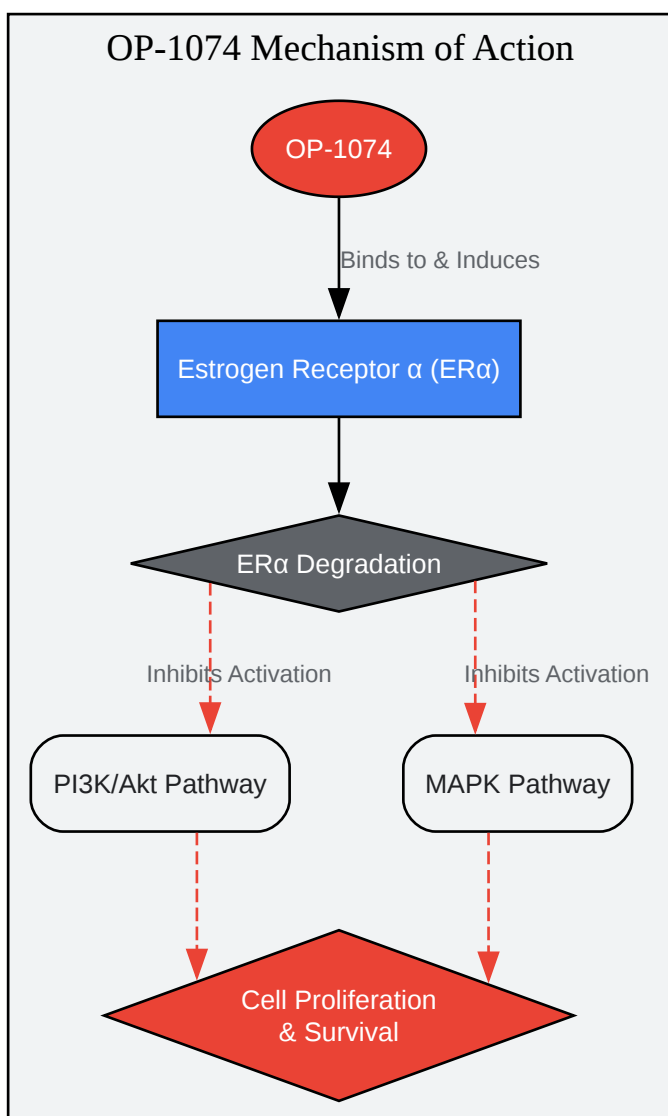 OP-1074 Mechanism of Action
OP-1074
Binds to & Induces
Estrogen Receptor α (ERα)
ERα Degradation
Inhibits Activation
Inhibits Activation
PI3K/Akt Pathway
MAPK Pathway
Cell Proliferation
& Survival